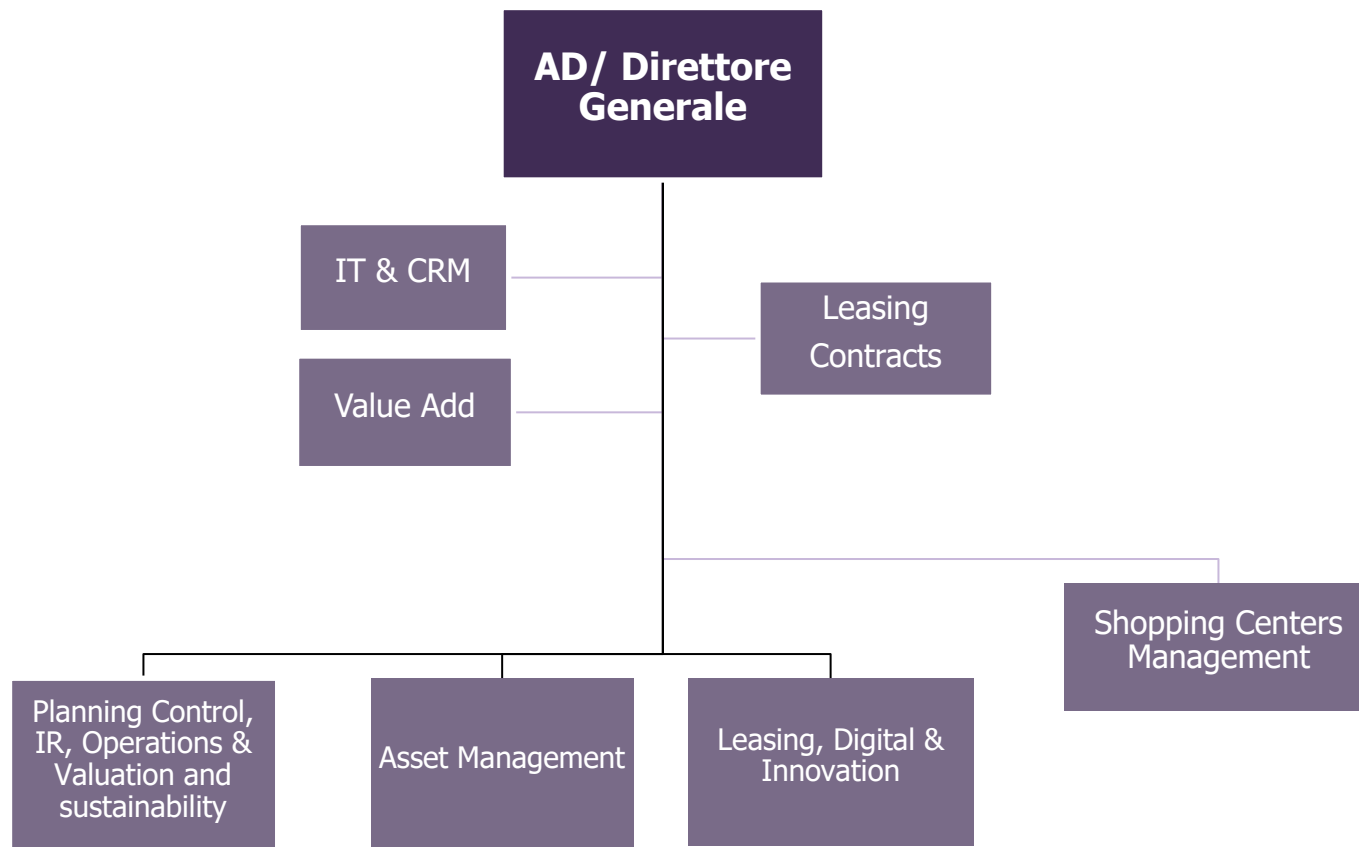 AD/ Direttore
Generale
IT & CRM
Leasing
Contracts
Value Add
Shopping Centers
Management
Planning Control,
IR, Operations &
Valuation and
sustainability
Asset Management
Leasing, Digital &
Innovation